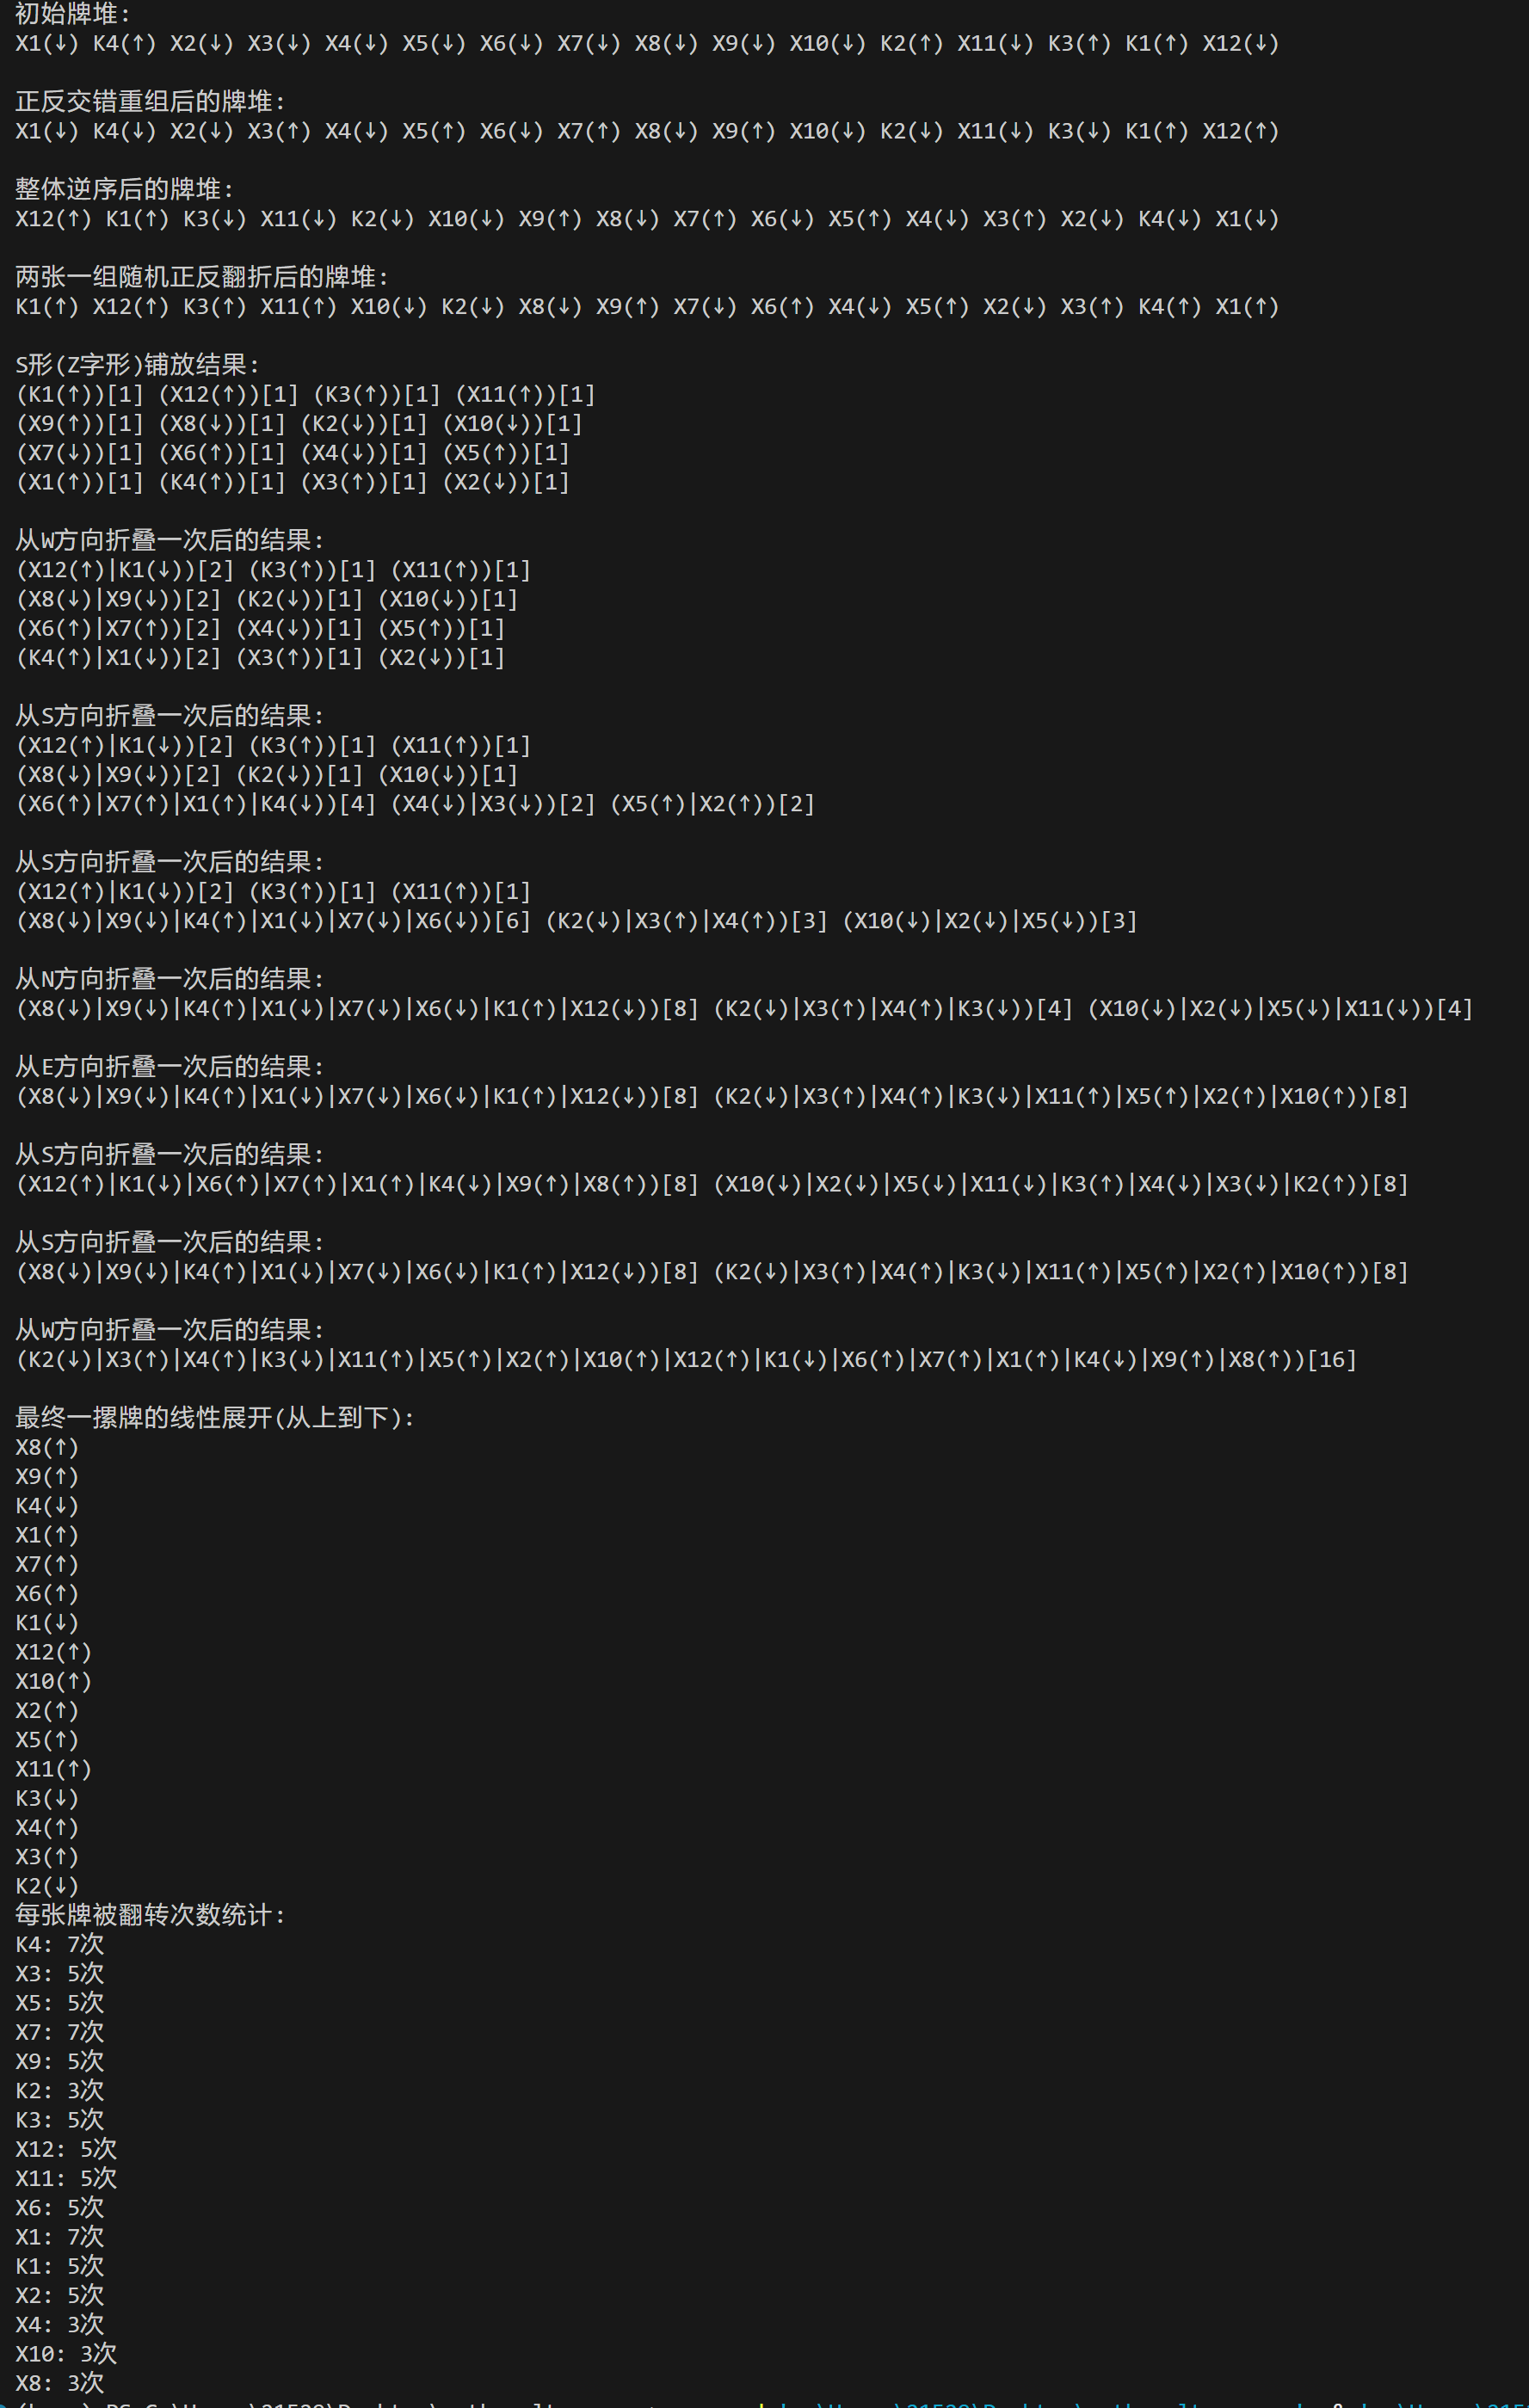 初始牌堆:
X1(↓) K4(↑) X2(↓) X3(↓) X4(↓) X5(↓) X6(↓) X7(↓) X8(↓) X9(↓) X10(↓) K2(↑) X11(↓) K3(↑) K1(↑) X12(↓)
正反交错重组后的牌堆:
X1(↓) K4(↓) X2(↓) X3(↑) X4(↓) X5(↑) X6(↓) X7(↑) X8(↓) X9(↑) X10(↓) K2(↓) X11(↓) K3(↓) K1(↑) X12(↑)
整体逆序后的牌堆:
X12(↑) K1(↑) K3(↓) X11(↓) K2(↓) X10(↓) X9(↑) X8(↓) X7(↑) X6(↓) X5(↑) X4(↓) X3(↑) X2(↓) K4(↓) X1(↓)
两张一组随机正反翻折后的牌堆:
K1(↑) X12(↑) K3(↑) X11(↑) X10(↓) K2(↓) X8(↓) X9(↑) X7(↓) X6(↑) X4(↓) X5(↑) X2(↓) X3(↑) K4(↑) X1(↑)
S形(Z字形)铺放结果:
(K1(↑))[1] (X12(↑))[1] (K3(↑))[1] (X11(↑))[1]
(X9(↑))[1] (X8(↓))[1] (K2(↓))[1] (X10(↓))[1]
(X7(↓))[1] (X6(↑))[1] (X4(↓))[1] (X5(↑))[1]
(X1(↑))[1] (K4(↑))[1] (X3(↑))[1] (X2(↓))[1]
从W方向折叠一次后的结果:
(X12(↑)|K1(↓))[2] (K3(↑))[1] (X11(↑))[1]
(X8(↓)|X9(↓))[2] (K2(↓))[1] (X10(↓))[1]
(X6(↑)|X7(↑))[2] (X4(↓))[1] (X5(↑))[1]
(K4(↑)|X1(↓))[2] (X3(↑))[1] (X2(↓))[1]
从S方向折叠一次后的结果:
(X12(↑)|K1(↓))[2] (K3(↑))[1] (X11(↑))[1]
(X8(↓)|X9(↓))[2] (K2(↓))[1] (X10(↓))[1]
(X6(↑)|X7(↑)|X1(↑)|K4(↓))[4] (X4(↓)|X3(↓))[2] (X5(↑)|X2(↑))[2]
从S方向折叠一次后的结果:
(X12(↑)|K1(↓))[2] (K3(↑))[1] (X11(↑))[1]
(X8(↓)|X9(↓)|K4(↑)|X1(↓)|X7(↓)|X6(↓))[6] (K2(↓)|X3(↑)|X4(↑))[3] (X10(↓)|X2(↓)|X5(↓))[3]
从N方向折叠一次后的结果:
(X8(↓)|X9(↓)|K4(↑)|X1(↓)|X7(↓)|X6(↓)|K1(↑)|X12(↓))[8] (K2(↓)|X3(↑)|X4(↑)|K3(↓))[4] (X10(↓)|X2(↓)|X5(↓)|X11(↓))[4]
从E方向折叠一次后的结果:
(X8(↓)|X9(↓)|K4(↑)|X1(↓)|X7(↓)|X6(↓)|K1(↑)|X12(↓))[8] (K2(↓)|X3(↑)|X4(↑)|K3(↓)|X11(↑)|X5(↑)|X2(↑)|X10(↑))[8]
从S方向折叠一次后的结果:
(X12(↑)|K1(↓)|X6(↑)|X7(↑)|X1(↑)|K4(↓)|X9(↑)|X8(↑))[8] (X10(↓)|X2(↓)|X5(↓)|X11(↓)|K3(↑)|X4(↓)|X3(↓)|K2(↑))[8]
从S方向折叠一次后的结果:
(X8(↓)|X9(↓)|K4(↑)|X1(↓)|X7(↓)|X6(↓)|K1(↑)|X12(↓))[8] (K2(↓)|X3(↑)|X4(↑)|K3(↓)|X11(↑)|X5(↑)|X2(↑)|X10(↑))[8]
从W方向折叠一次后的结果:
(K2(↓)|X3(↑)|X4(↑)|K3(↓)|X11(↑)|X5(↑)|X2(↑)|X10(↑)|X12(↑)|K1(↓)|X6(↑)|X7(↑)|X1(↑)|K4(↓)|X9(↑)|X8(↑))[16]
最终一摞牌的线性展开(从上到下):
X8(↑)
X9(↑)
K4(↓)
X1(↑)
X7(↑)
X6(↑)
K1(↓)
X12(↑)
X10(↑)
X2(↑)
X5(↑)
X11(↑)
K3(↓)
X4(↑)
X3(↑)
K2(↓)
每张牌被翻转次数统计:
K4: 7次
X3: 5次
X5: 5次
X7: 7次
X9: 5次
K2: 3次
K3: 5次
X12: 5次
X11: 5次
X6: 5次
X1: 7次
K1: 5次
X2: 5次
X4: 3次
X10: 3次
X8: 3次